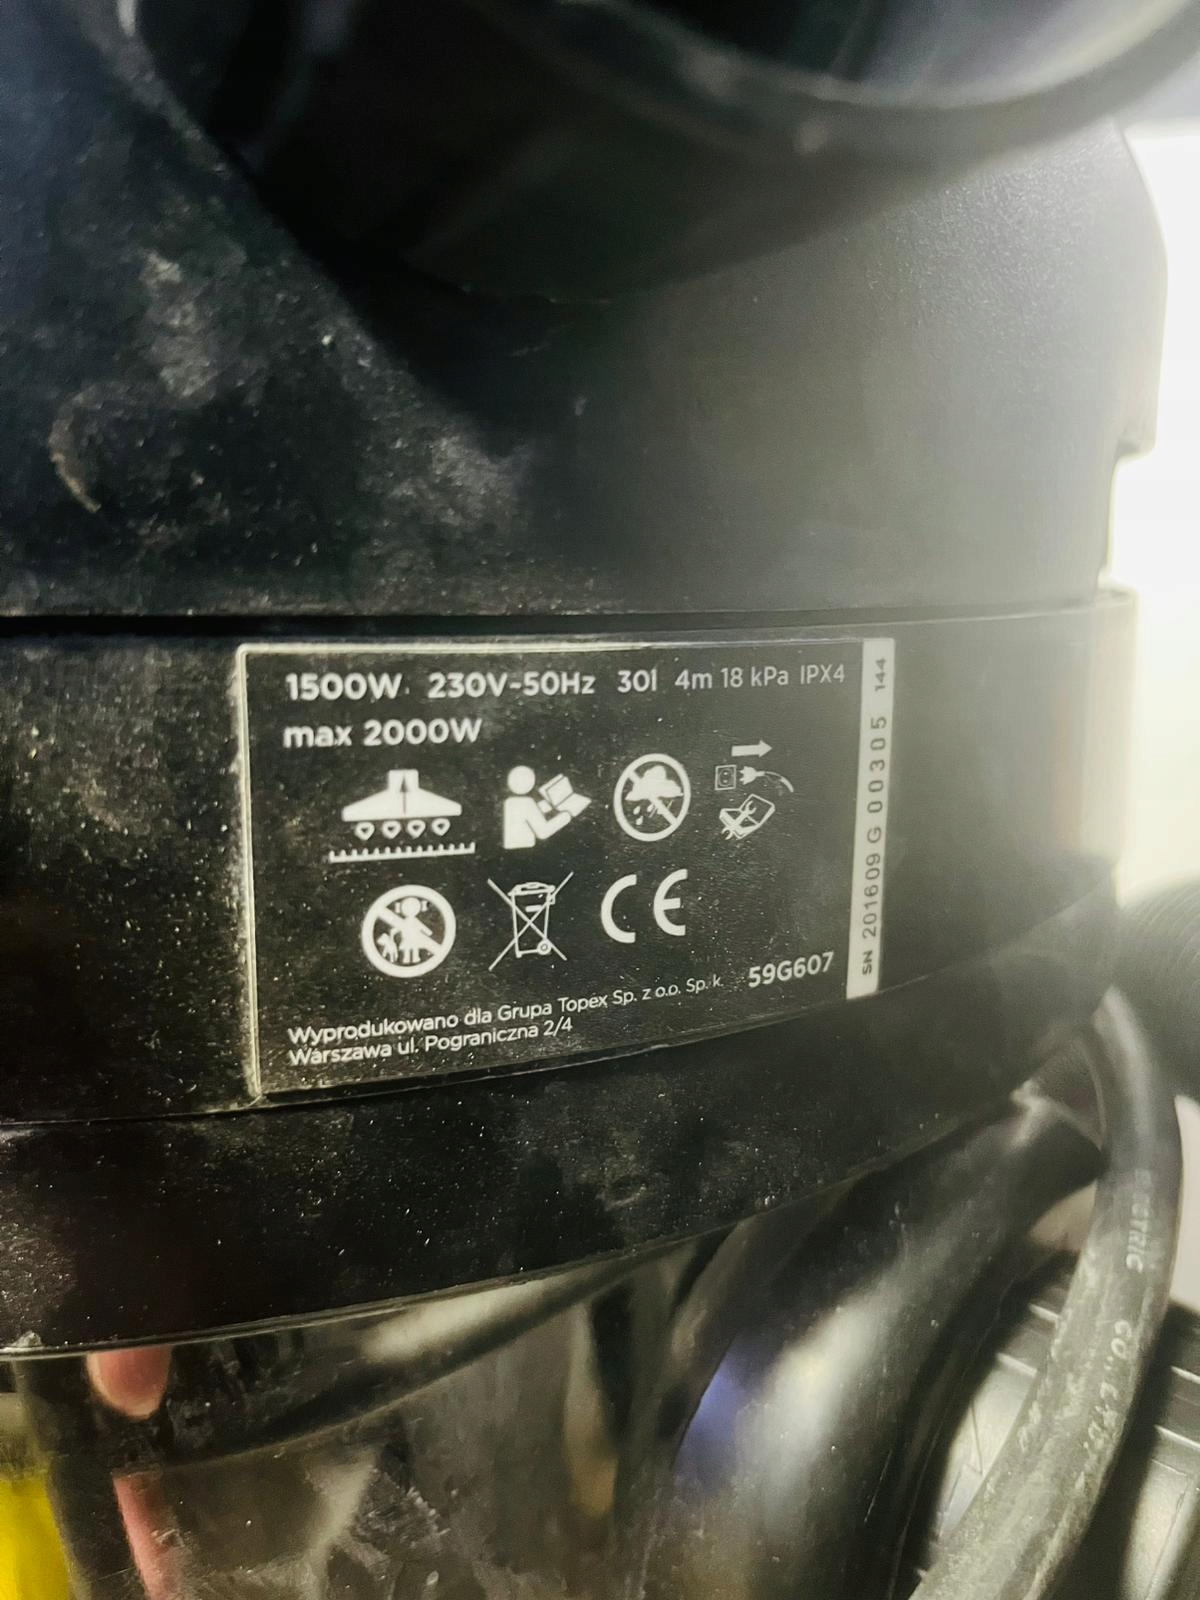 1500W 230V~50Hz 30l 4m 18 kPa IPX4
max 2000W
CE
59G607
Wyprodukowano dla Grupa Topex Sp. z o.o. Sp. k.
Warszawa ul. Pograniczna 2/4
SN 201609 G 00305 144